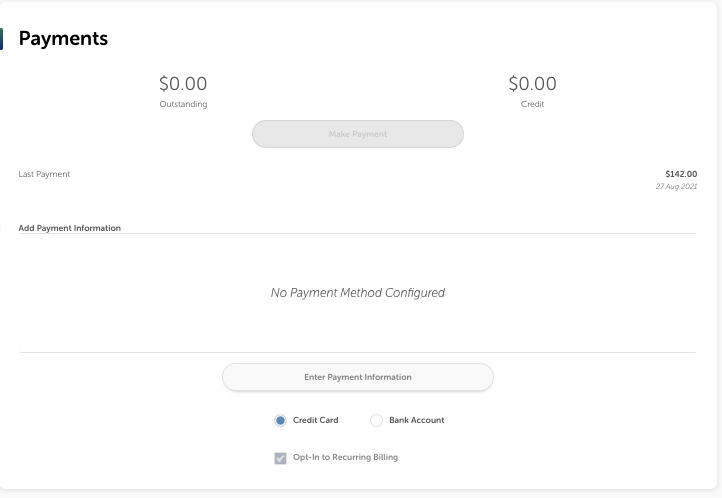 Payments
$0.00
Outstanding
$0.00
Credit
Make Payment
Last Payment
$142.00
27 Aug 2021
Add Payment Information
No Payment Method Configured
Enter Payment Information
Credit Card
Bank Account
Opt-In to Recurring Billing